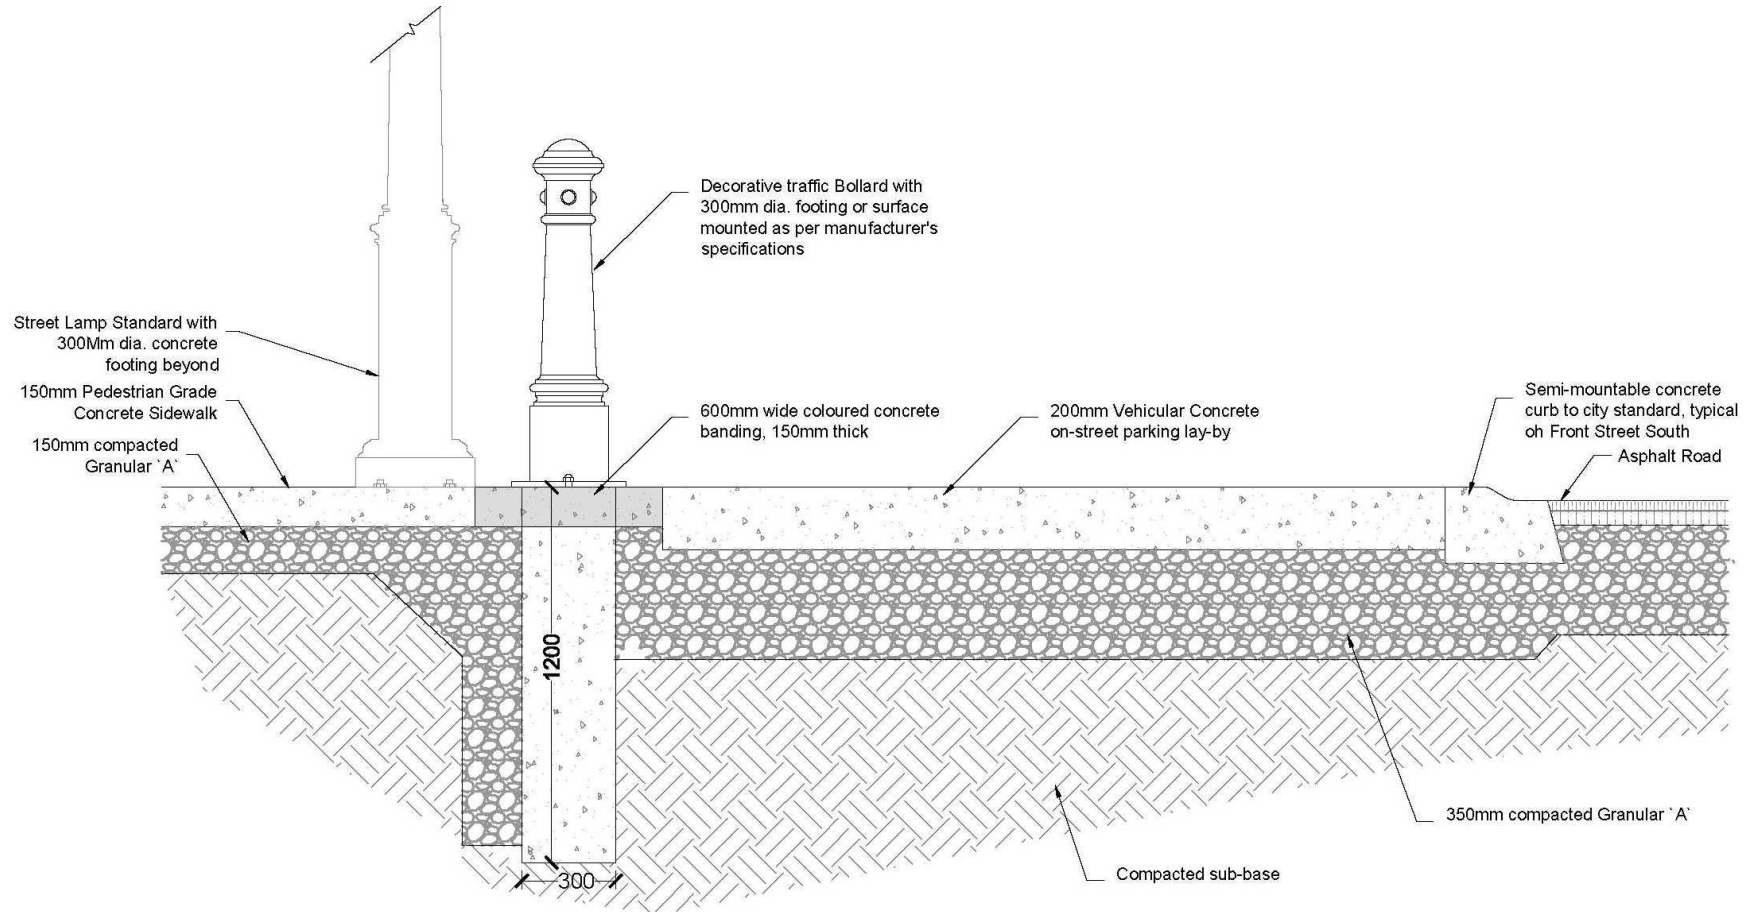 Decorative traffic Bollard with
300mm dia. footing or surface
mounted as per manufacturer's
specifications
Street Lamp Standard with
300Mm dia. concrete
footing beyond
150mm Pedestrian Grade
Concrete Sidewalk
150mm compacted
Granular `A`
600mm wide coloured concrete
banding, 150mm thick
200mm Vehicular Concrete
on-street parking lay-by
Semi-mountable concrete
curb to city standard, typical
oh Front Street South
Asphalt Road
1200
300
350mm compacted Granular `A`
Compacted sub-base